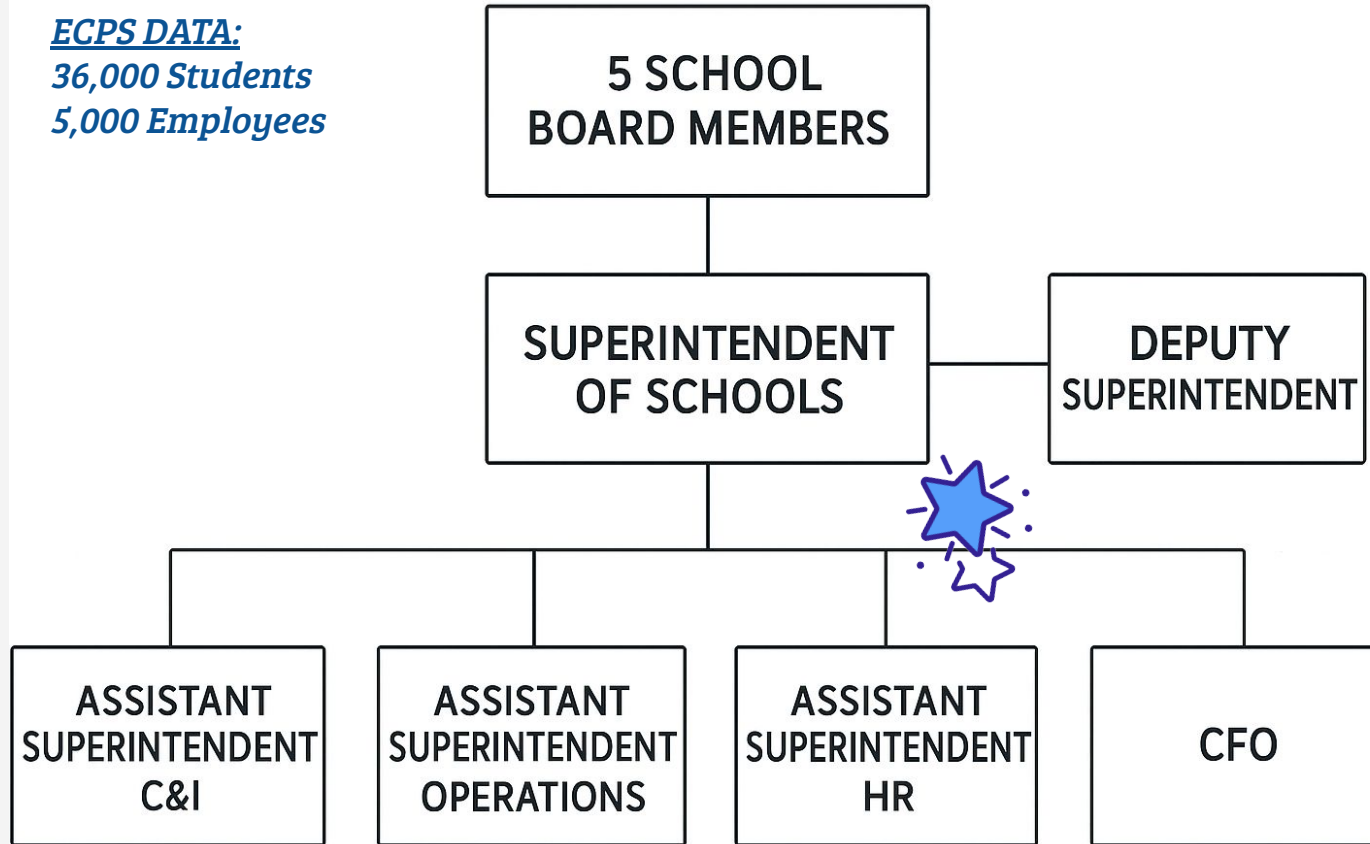 ECPS DATA:
36,000 Students
5,000 Employees
5 SCHOOL
BOARD MEMBERS
SUPERINTENDENT
OF SCHOOLS
DEPUTY
SUPERINTENDENT
ASSISTANT
SUPERINTENDENT
C&I
ASSISTANT
SUPERINTENDENT
OPERATIONS
ASSISTANT
SUPERINTENDENT
HR
CFO